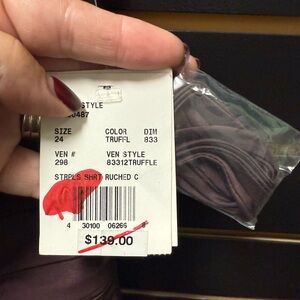 STYLE
0487
SIZE COLOR DIM
24 TRUFFL 833
VEN # VEN STYLE
298 83312TRUFFLE
STRPLS SHRT RUCHED C
4 30100 06266
$139.00